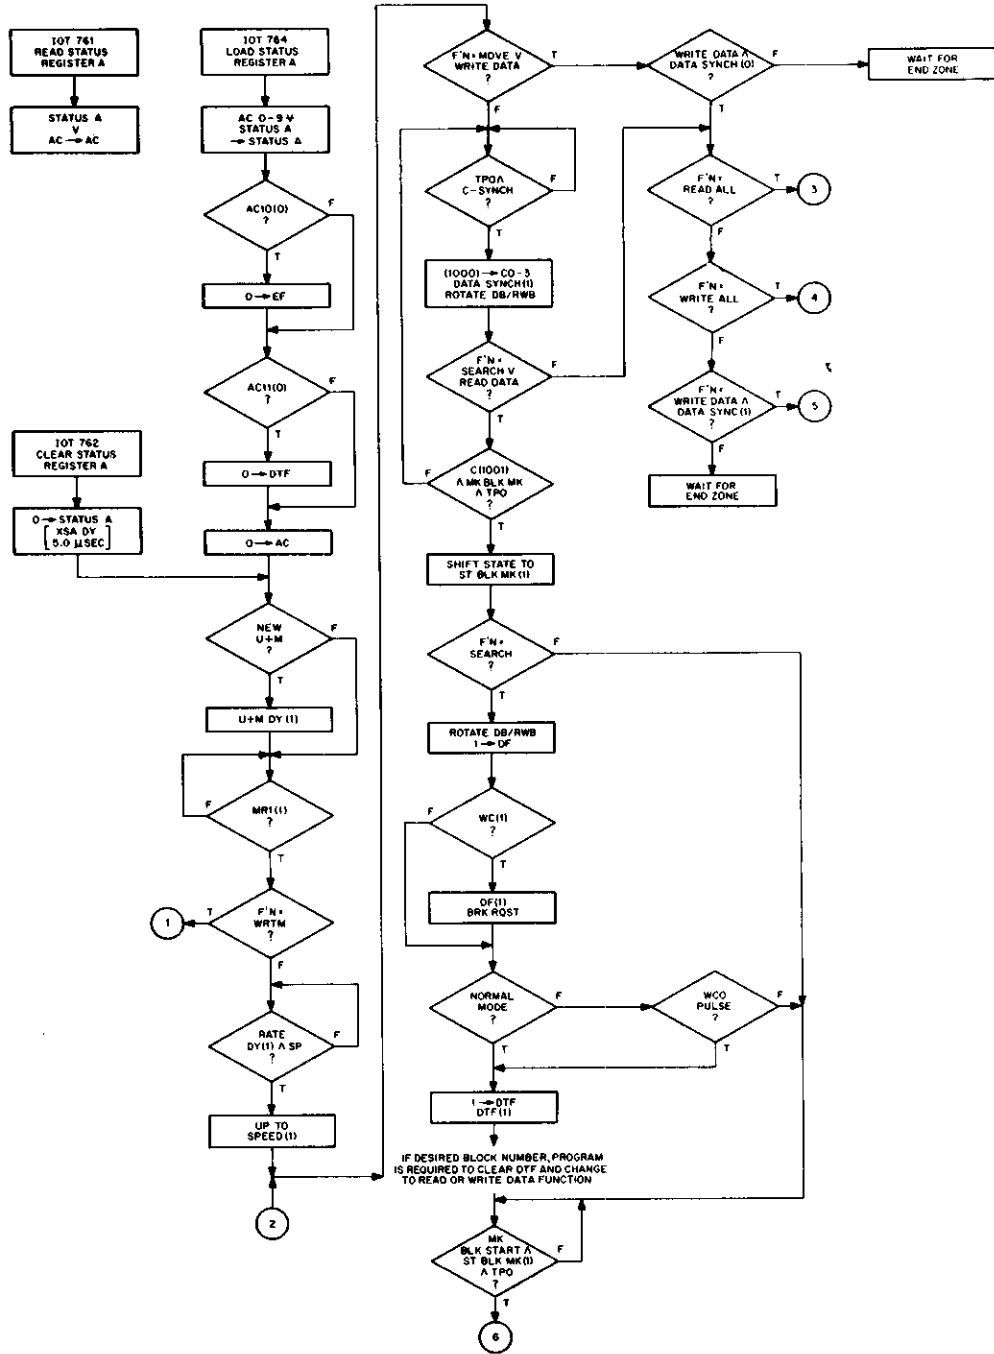 IOT 761
READ STATUS
REGISTER A
STATUS A
V
AC → AC
IOT 764
LOAD STATUS
REGISTER A
AC 0-9 ∀
STATUS A
→ STATUS A
AC10(0)
?
F
T
0 → EF
AC11(0)
?
F
T
0 → DTF
0 → AC
IOT 762
CLEAR STATUS
REGISTER A
0 → STATUS A
[ XSA DY ]
[ 5.0 µSEC ]
NEW
U+M
?
F
T
U+M DY (1)
MR1(1)
?
F
T
F'N=
WRTM
?
T
1
F
RATE
DY(1) Λ SP
?
F
T
UP TO
SPEED(1)
2
F'N=MOVE V
WRITE DATA
?
T
F
TP0 Λ
C-SYNCH
?
F
T
(1000) → C0-3
DATA SYNCH(1)
ROTATE DB/RWB
F'N=
SEARCH V
READ DATA
?
F
T
C(1001)
Λ MK BLK MK
Λ TP0
?
F
T
SHIFT STATE TO
ST BLK MK(1)
F'N=
SEARCH
?
F
T
ROTATE DB/RWB
1 → DF
WC(1)
?
F
T
DF(1)
BRK RQST
NORMAL
MODE
?
F
T
WCO
PULSE
?
F
T
1 → DTF
DTF(1)
IF DESIRED BLOCK NUMBER, PROGRAM
IS REQUIRED TO CLEAR DTF AND CHANGE
TO READ OR WRITE DATA FUNCTION
MK
BLK START Λ
ST BLK MK(1)
Λ TP0
?
F
T
6
WRITE DATA Λ
DATA SYNCH(0)
?
F
T
WAIT FOR
END ZONE
F'N=
READ ALL
?
T
3
F
F'N=
WRITE ALL
?
T
4
F
F'N=
WRITE DATA Λ
DATA SYNC(1)
?
T
5
F
WAIT FOR
END ZONE